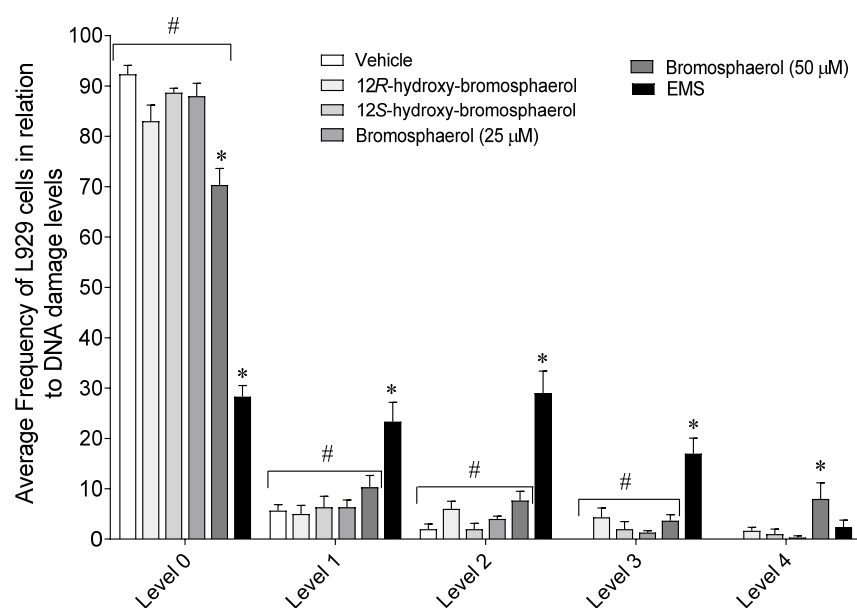 Average Frequency of L929 cells in relation
to DNA damage levels
100
90
80
70
60
50
40
30
20
10
0
#
*
*
#
*
#
*
#
*
*
Vehicle
12R-hydroxy-bromosphaerol
12S-hydroxy-bromosphaerol
Bromosphaerol (25 μM)
Bromosphaerol (50 μM)
EMS
Level 0
Level 1
Level 2
Level 3
Level 4